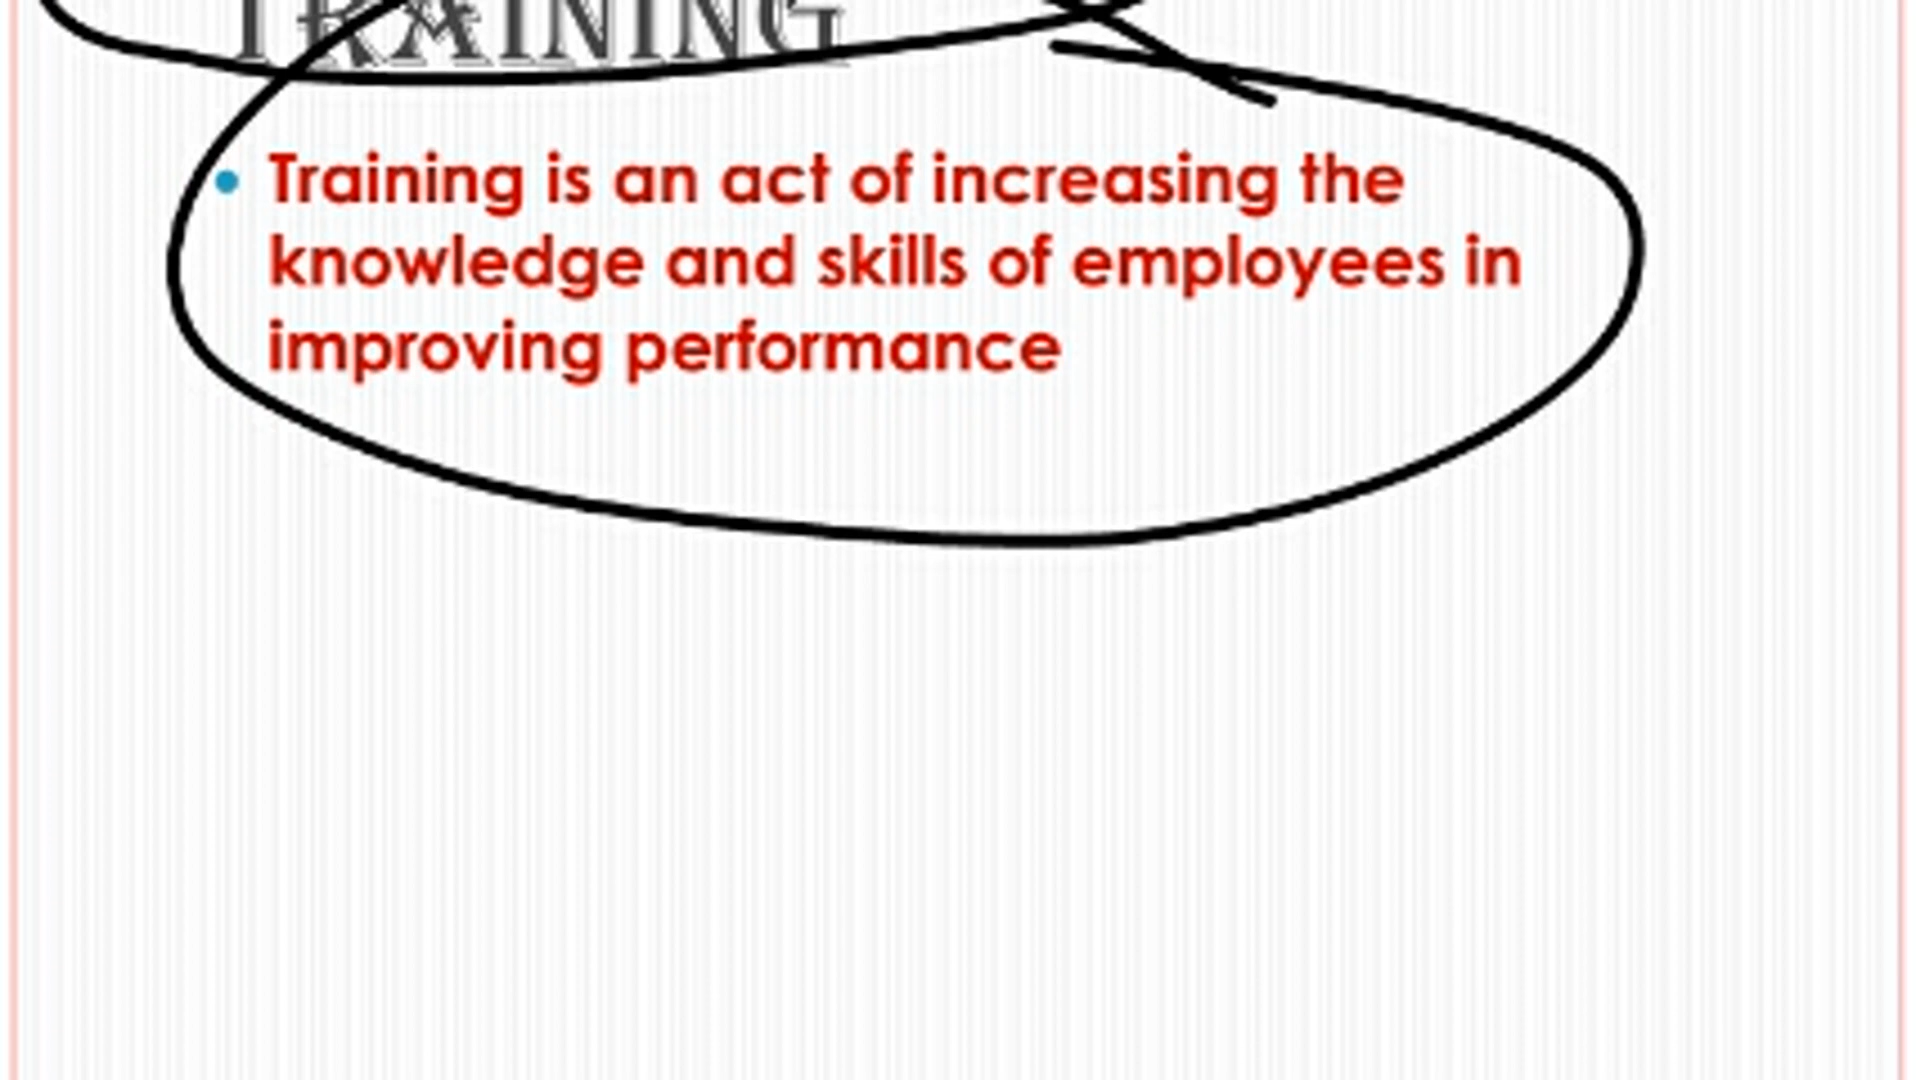 TRAINING
• Training is an act of increasing the
knowledge and skills of employees in
improving performance